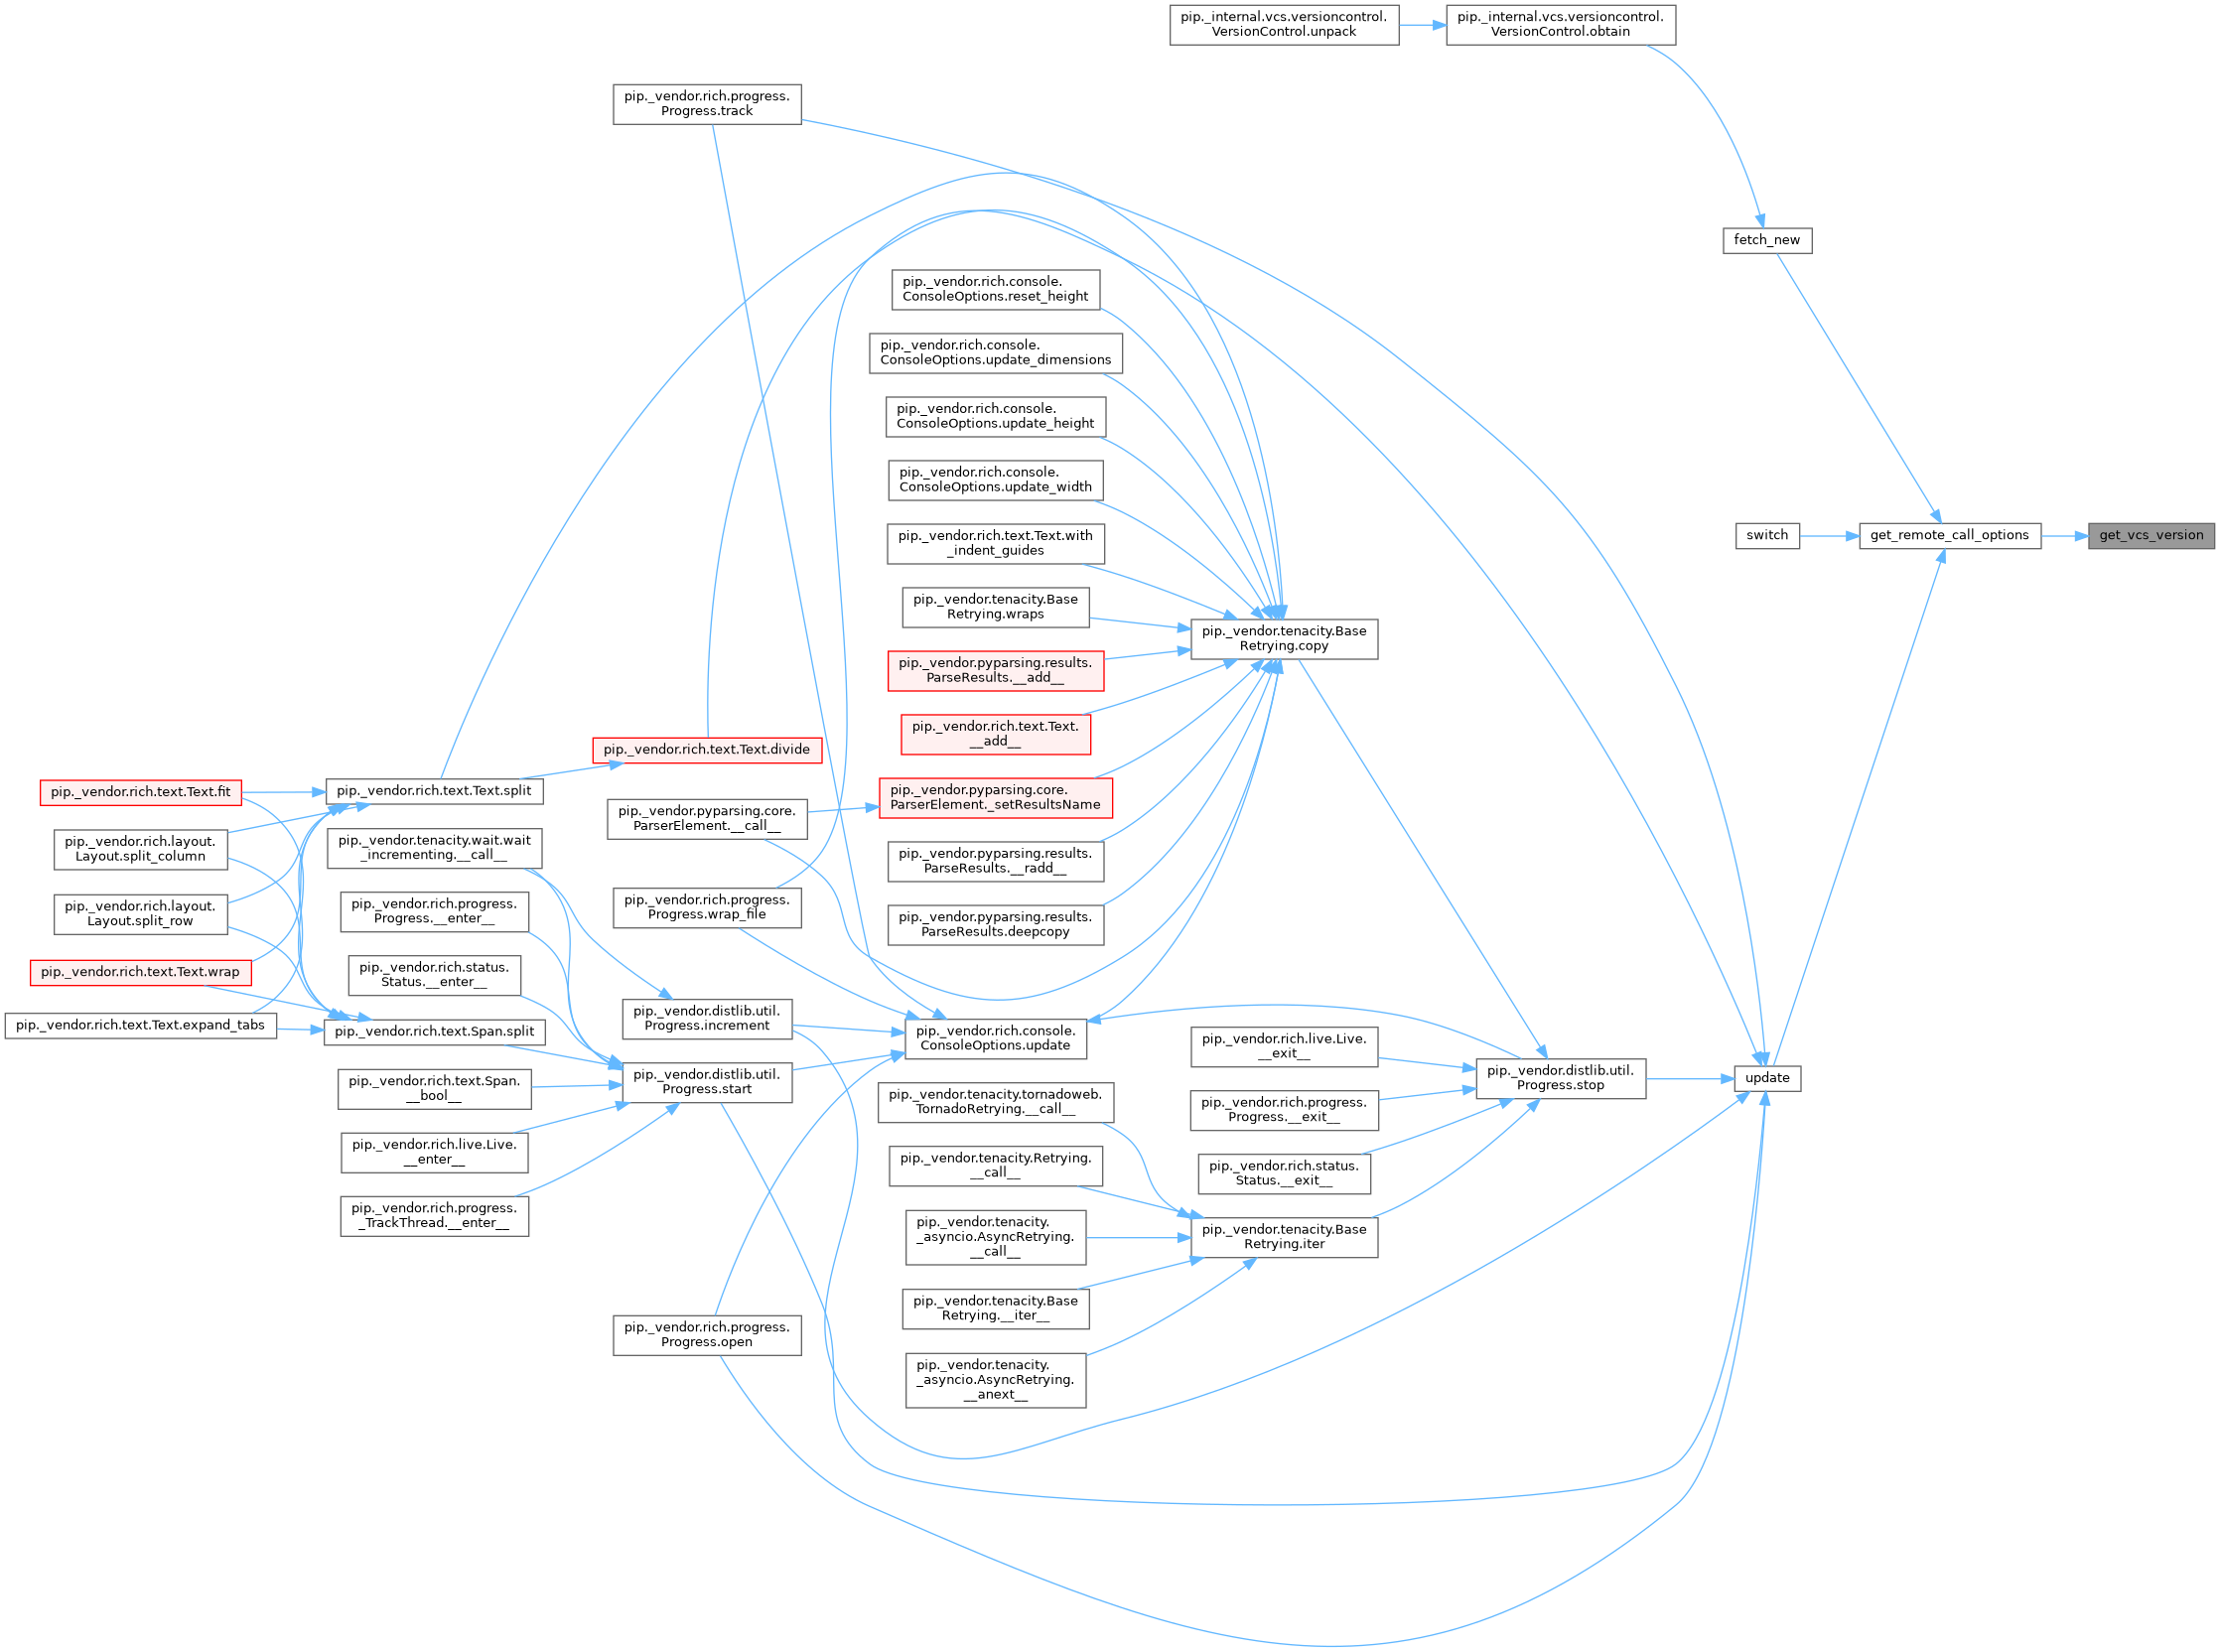 pip._internal.vcs.versioncontrol.
VersionControl.unpack
pip._internal.vcs.versioncontrol.
VersionControl.obtain
pip._vendor.rich.progress.
Progress.track
fetch_new
pip._vendor.rich.console.
ConsoleOptions.reset_height
pip._vendor.rich.console.
ConsoleOptions.update_dimensions
pip._vendor.rich.console.
ConsoleOptions.update_height
pip._vendor.rich.console.
ConsoleOptions.update_width
pip._vendor.rich.text.Text.with
_indent_guides
switch
get_remote_call_options
get_vcs_version
pip._vendor.tenacity.Base
Retrying.wraps
pip._vendor.tenacity.Base
Retrying.copy
pip._vendor.pyparsing.results.
ParseResults.__add__
pip._vendor.rich.text.Text.
__add__
pip._vendor.rich.text.Text.divide
pip._vendor.rich.text.Text.fit
pip._vendor.rich.text.Text.split
pip._vendor.pyparsing.core.
ParserElement._setResultsName
pip._vendor.pyparsing.core.
ParserElement.__call__
pip._vendor.rich.layout.
Layout.split_column
pip._vendor.tenacity.wait.wait
_incrementing.__call__
pip._vendor.pyparsing.results.
ParseResults.__radd__
pip._vendor.rich.layout.
Layout.split_row
pip._vendor.rich.progress.
Progress.__enter__
pip._vendor.rich.progress.
Progress.wrap_file
pip._vendor.pyparsing.results.
ParseResults.deepcopy
pip._vendor.rich.text.Text.wrap
pip._vendor.rich.status.
Status.__enter__
pip._vendor.rich.text.Text.expand_tabs
pip._vendor.rich.text.Span.split
pip._vendor.distlib.util.
Progress.increment
pip._vendor.rich.console.
ConsoleOptions.update
pip._vendor.rich.live.Live.
__exit__
pip._vendor.rich.text.Span.
__bool__
pip._vendor.distlib.util.
Progress.start
pip._vendor.distlib.util.
Progress.stop
update
pip._vendor.tenacity.tornadoweb.
TornadoRetrying.__call__
pip._vendor.rich.progress.
Progress.__exit__
pip._vendor.rich.live.Live.
__enter__
pip._vendor.tenacity.Retrying.
__call__
pip._vendor.rich.status.
Status.__exit__
pip._vendor.rich.progress.
_TrackThread.__enter__
pip._vendor.tenacity.
_asyncio.AsyncRetrying.
__call__
pip._vendor.tenacity.Base
Retrying.iter
pip._vendor.tenacity.Base
Retrying.__iter__
pip._vendor.rich.progress.
Progress.open
pip._vendor.tenacity.
_asyncio.AsyncRetrying.
__anext__